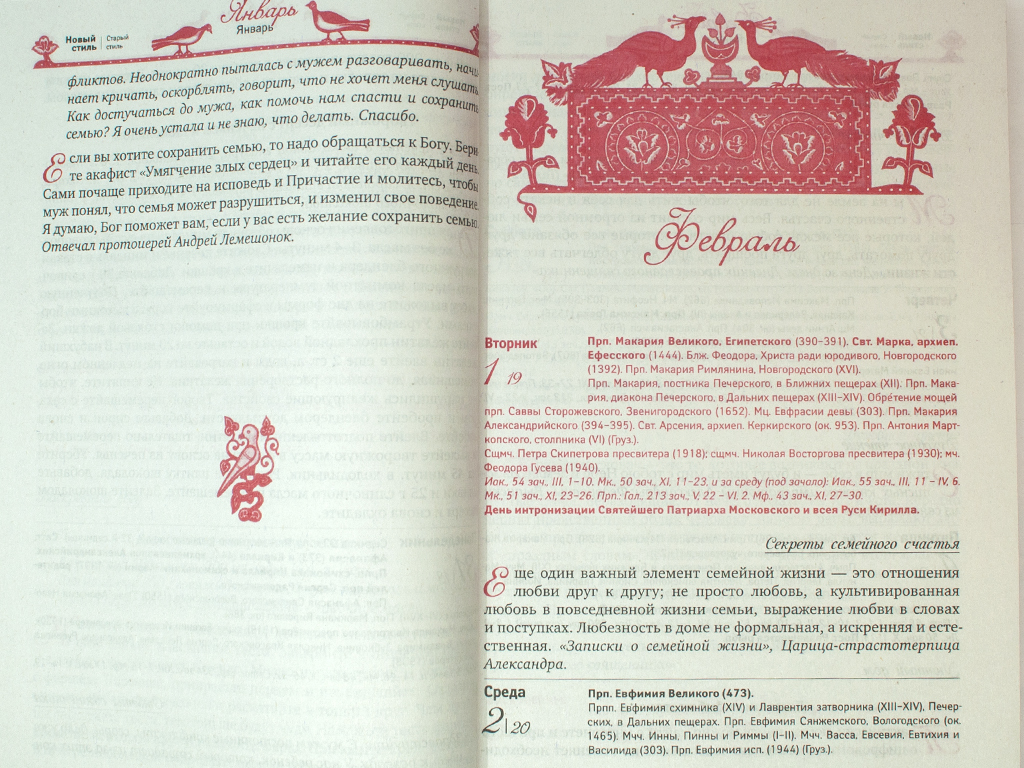 Январь
Январь
Новый стиль | Старый стиль
фликтов. Неоднократно пыталась с мужем разговаривать, начи
нает кричать, оскорблять, говорит, что не хочет меня слушать.
Как достучаться до мужа, как помочь нам спасти и сохранить
семью? Я очень устала и не знаю, что делать. Спасибо.
Если вы хотите сохранить семью, то надо обращаться к Богу. Бери
те акафист «Умягчение злых сердец» и читайте его каждый день.
Сами почаще приходите на исповедь и Причастие и молитесь, чтобы
муж понял, что семья может разрушиться, и изменил свое поведение.
Я думаю, Бог поможет вам, если у вас есть желание сохранить семью.
Отвечал протоиерей Андрей Лемешонок.
Февраль
Вторник
1 19
Прп. Макария Великого, Египетского (390–391). Свт. Марка, архиеп.
Ефесского (1444). Блж. Феодора, Христа ради юродивого, Новгородского
(1392). Прп. Макария Римлянина, Новгородского (XVI).
Прп. Макария, постника Печерского, в Ближних пещерах (XII). Прп. Мака-
рия, диакона Печерского, в Дальних пещерах (XIII–XIV). Обре́тение мощей
прп. Саввы Сторожевского, Звенигородского (1652). Мц. Евфрасии девы (303). Прп. Макария
Александрийского (394–395). Свт. Арсения, архиеп. Керкирского (ок. 953). Прп. Антония Март-
копского, столпника (VI) (Груз.).
Сщмч. Петра Скипетрова пресвитера (1918); сщмч. Николая Восторгова пресвитера (1930); мч.
Феодора Гусева (1940).
Иак., 54 зач., III, 1–10. Мк., 50 зач., XI, 11–23, и за среду (под зачало): Иак., 55 зач., III, 11 – IV, 6.
Мк., 51 зач., XI, 23–26. Прп.: Гал., 213 зач., V, 22 – VI, 2. Мф., 43 зач., XI, 27–30.
День интронизации Святейшего Патриарха Московского и всея Руси Кирилла.
Секреты семейного счастья
Еще один важный элемент семейной жизни — это отношения
любви друг к другу; не просто любовь, а культивированная
любовь в повседневной жизни семьи, выражение любви в словах
и поступках. Любезность в доме не формальная, а искренняя и есте-
ственная. «Записки о семейной жизни», Царица-страстотерпица
Александра.
Среда
2|20
Прп. Евфимия Великого (473).
Прпп. Евфимия схимника (XIV) и Лаврентия затворника (XIII–XIV), Печер-
ских, в Дальних пещерах. Прп. Евфимия Сянжемского, Вологодского (ок.
1465). Мчч. Инны, Пинны и Риммы (I–II). Мчч. Васса, Евсевия, Евтихия и
Василида (303). Прп. Евфимия исп. (1944) (Груз.).